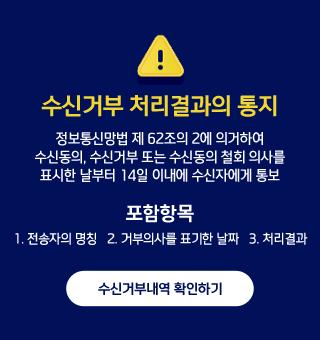 수신거부 처리결과의 통지
정보통신망법 제 62조의 2에 의거하여
수신동의, 수신거부 또는 수신동의 철회 의사를
표시한 날부터 14일 이내에 수신자에게 통보
포함항목
1. 전송자의 명칭 2. 거부의사를 표기한 날짜 3. 처리결과
수신거부내역 확인하기